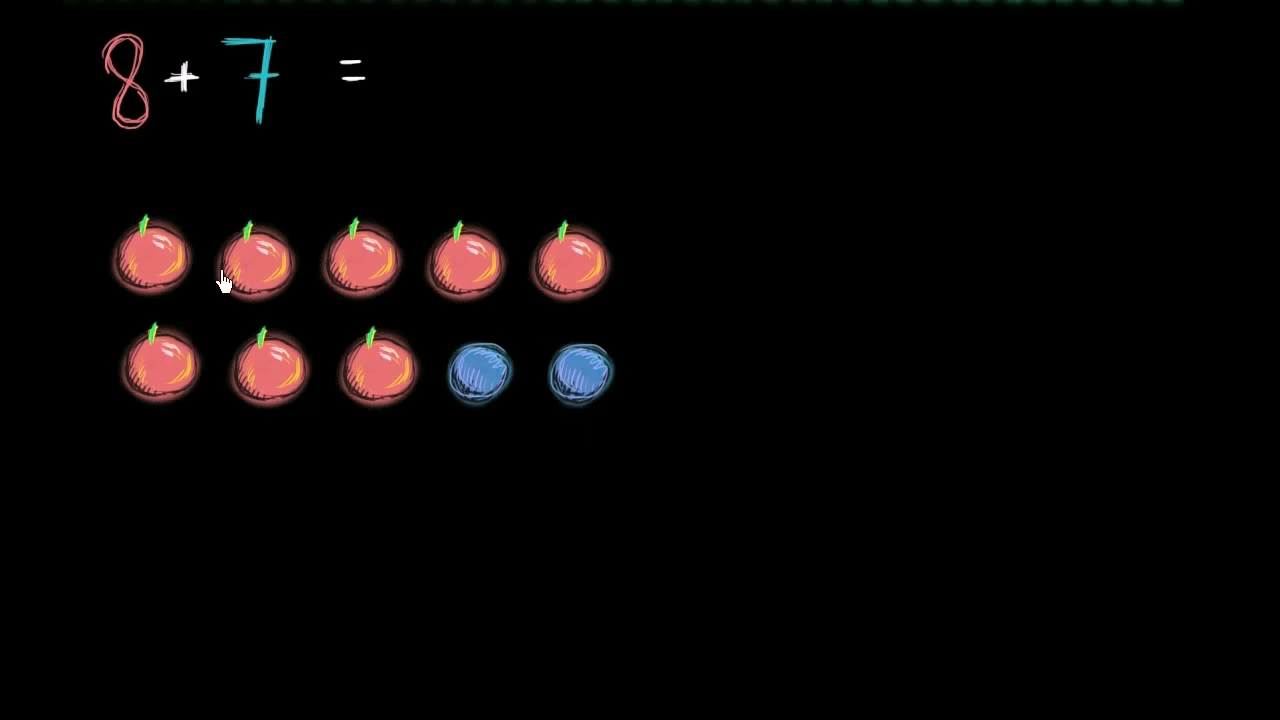 8 + 7 =